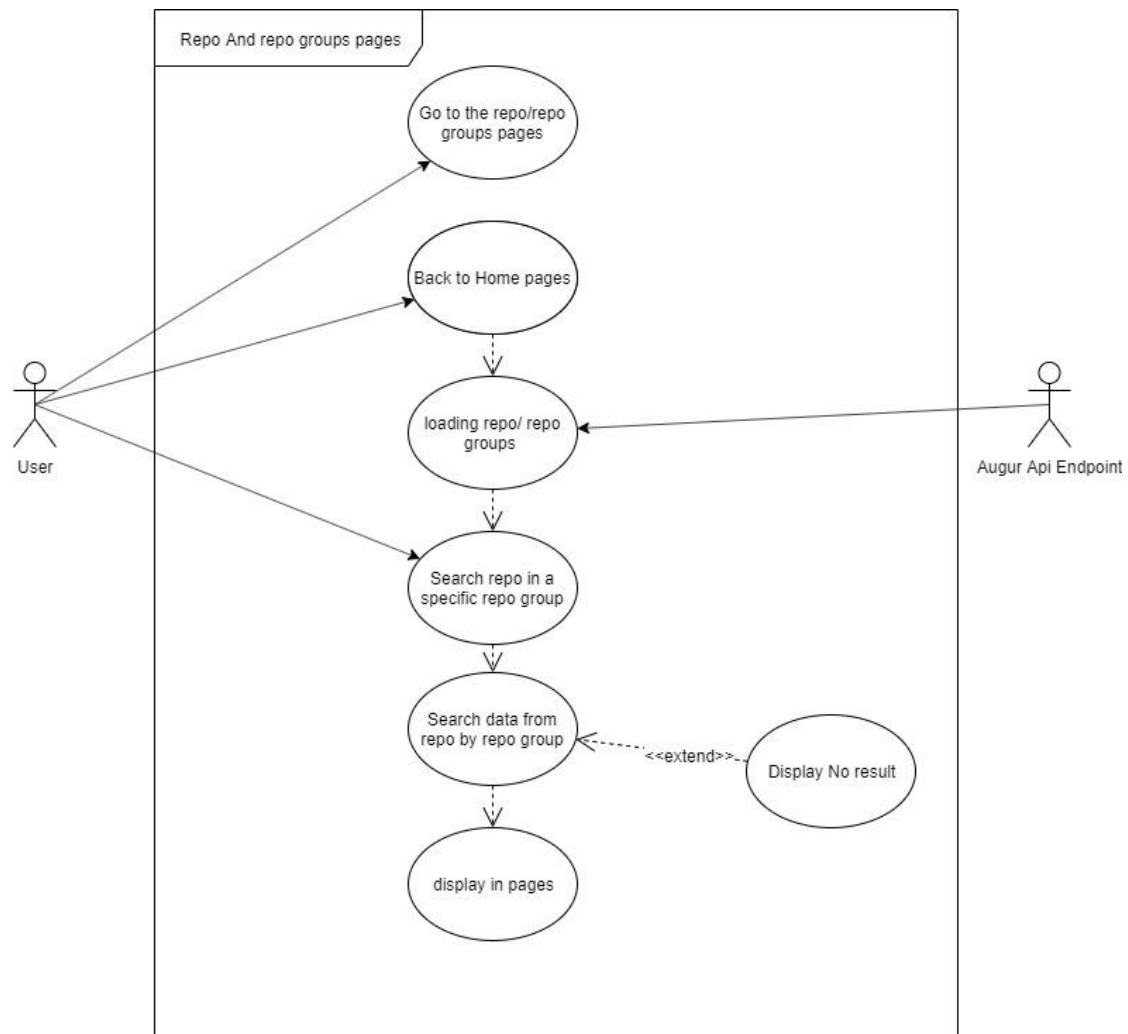 Repo And repo groups pages
Go to the repo/repo
groups pages
Back to Home pages
loading repo/ repo
groups
User
Augur Api Endpoint
Search repo in a
specific repo group
Search data from
repo by repo group
<<extend>>
Display No result
display in pages